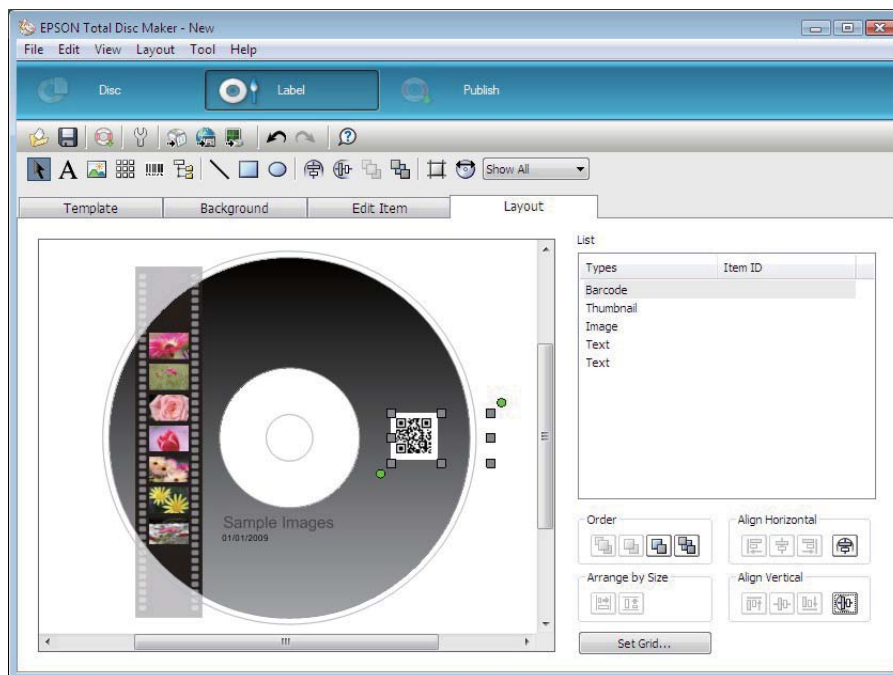 EPSON Total Disc Maker - New
File Edit View Layout Tool Help
Disc Label Publish
A Show All
Template Background Edit Item Layout
List
Types Item ID
Barcode
Thumbnail
Image
Text
Text
Sample Images
01/01/2009
Order Align Horizontal
Arrange by Size Align Vertical
Set Grid...